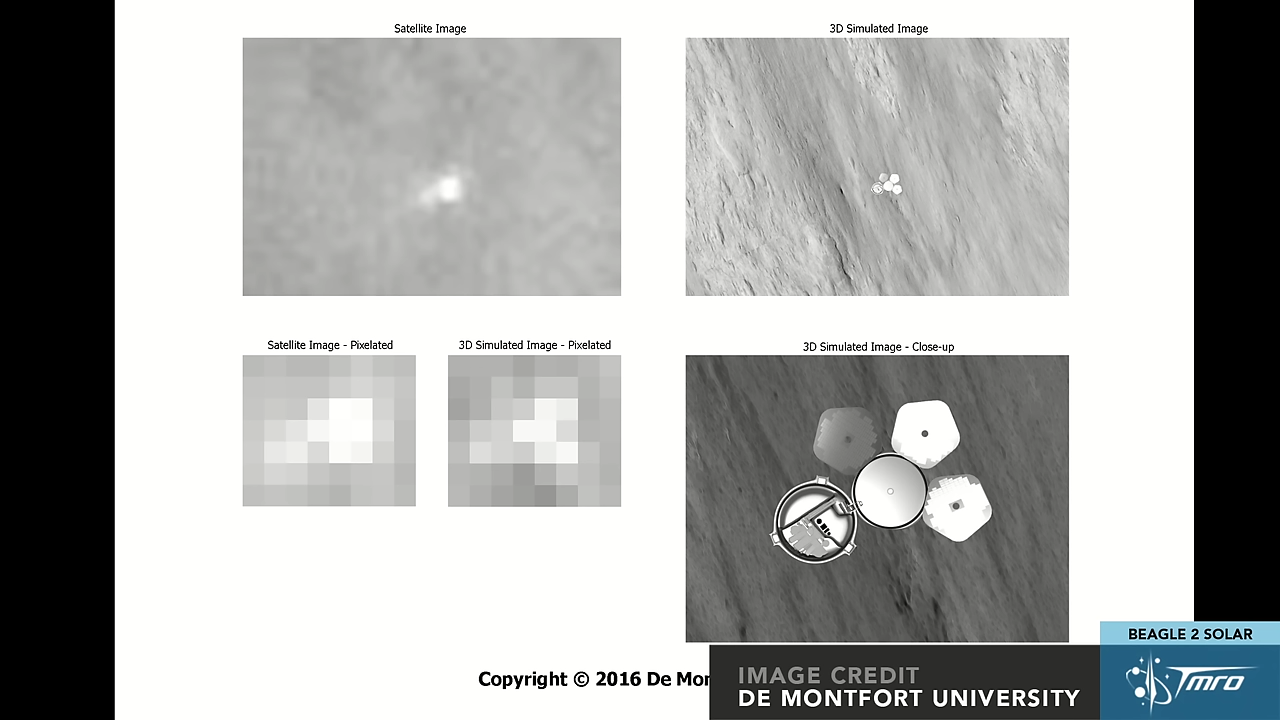 Satellite Image
3D Simulated Image
Satellite Image - Pixelated
3D Simulated Image - Pixelated
3D Simulated Image - Close-up
Copyright © 2016 De Mor
IMAGE CREDIT
DE MONTFORT UNIVERSITY
BEAGLE 2 SOLAR
TMRO